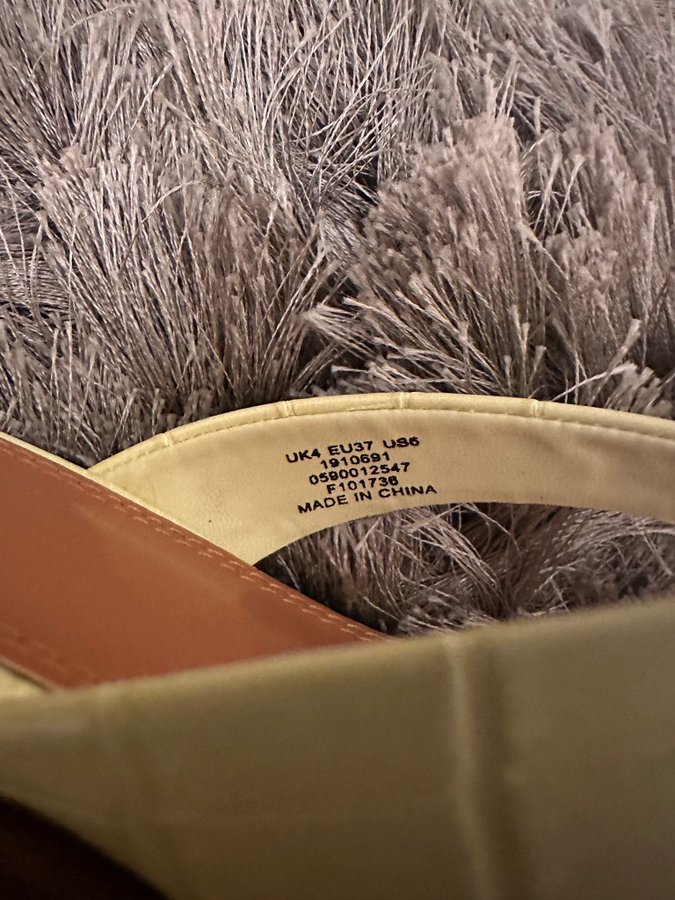 UK4 EU37 US6
1910691
0590012547
F101736
MADE IN CHINA